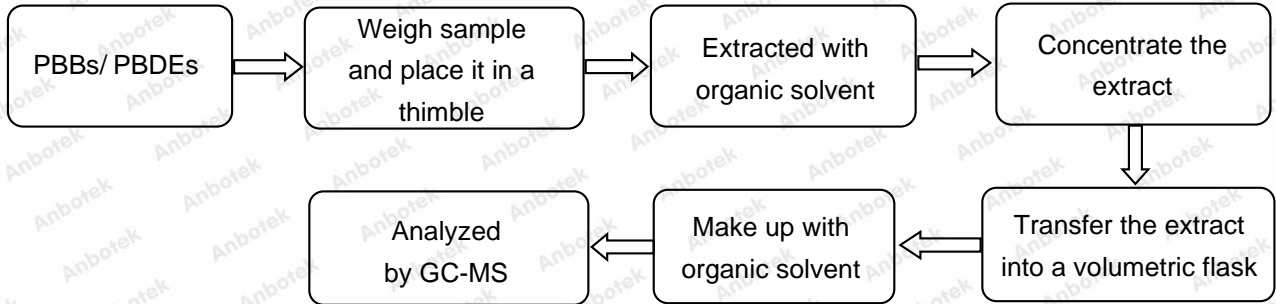 PBBs/ PBDEs
Weigh sample
and place it in a
thimble
Extracted with
organic solvent
Concentrate the
extract
Transfer the extract
into a volumetric flask
Make up with
organic solvent
Analyzed
by GC-MS
Anbotek